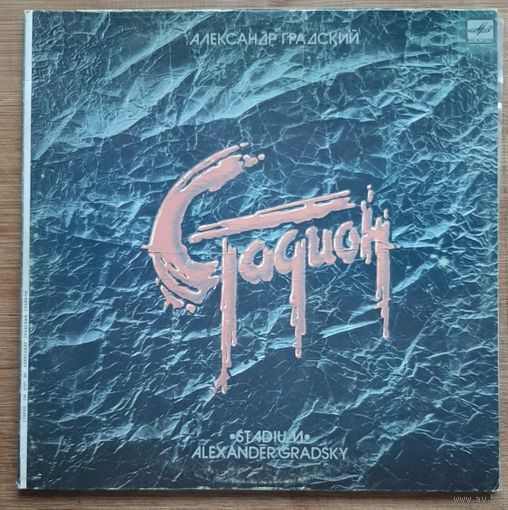 АЛЕКСАНДР ГРАДСКИЙ
Стадион
•STADIUM•
ALEXANDER GRADSKY